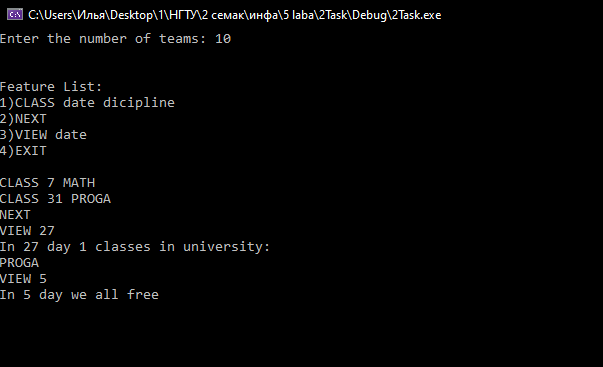 C:\Users\Илья\Desktop\1\НГТУ\2 семак\инфа\5 laba\2Task\Debug\2Task.exe
Enter the number of teams: 10
Feature List:
1)CLASS date dicipline
2)NEXT
3)VIEW date
4)EXIT
CLASS 7 MATH
CLASS 31 PROGA
NEXT
VIEW 27
In 27 day 1 classes in university:
PROGA
VIEW 5
In 5 day we all free